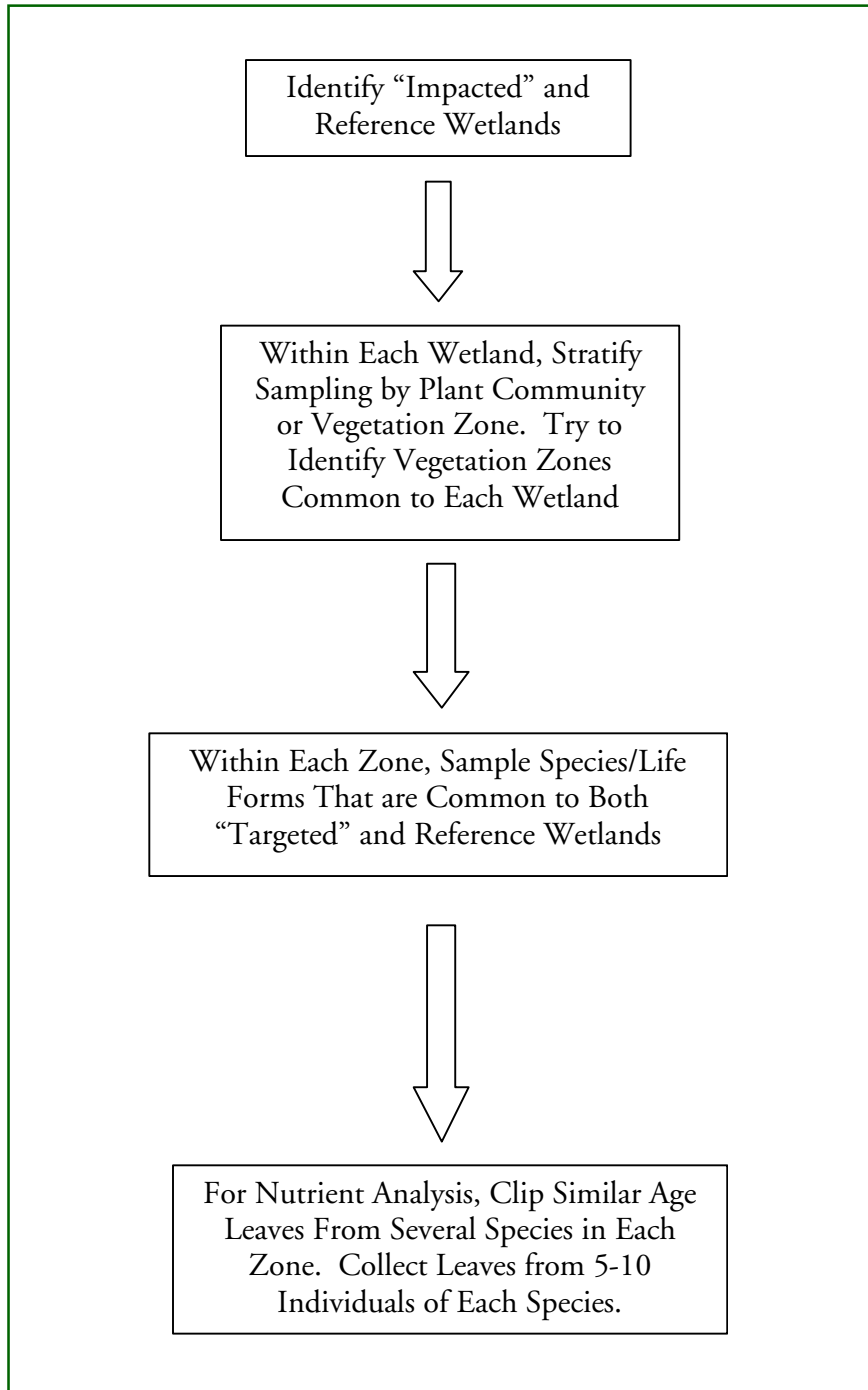 Identify “Impacted” and
Reference Wetlands
Within Each Wetland, Stratify
Sampling by Plant Community
or Vegetation Zone.  Try to
Identify Vegetation Zones
Common to Each Wetland
Within Each Zone, Sample Species/Life
Forms That are Common to Both
“Targeted” and Reference Wetlands
For Nutrient Analysis, Clip Similar Age
Leaves From Several Species in Each
Zone.  Collect Leaves from 5-10
Individuals of Each Species.